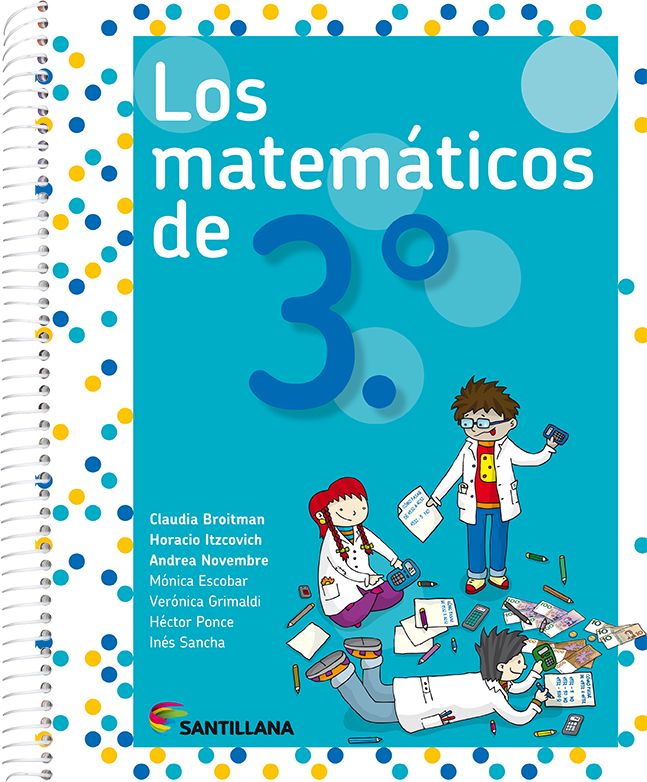 Los
matemáticos
de
3.º
Claudia Broitman
Horacio Itzcovich
Andrea Novembre
Mónica Escobar
Verónica Grimaldi
Héctor Ponce
Inés Sancha
SANTILLANA